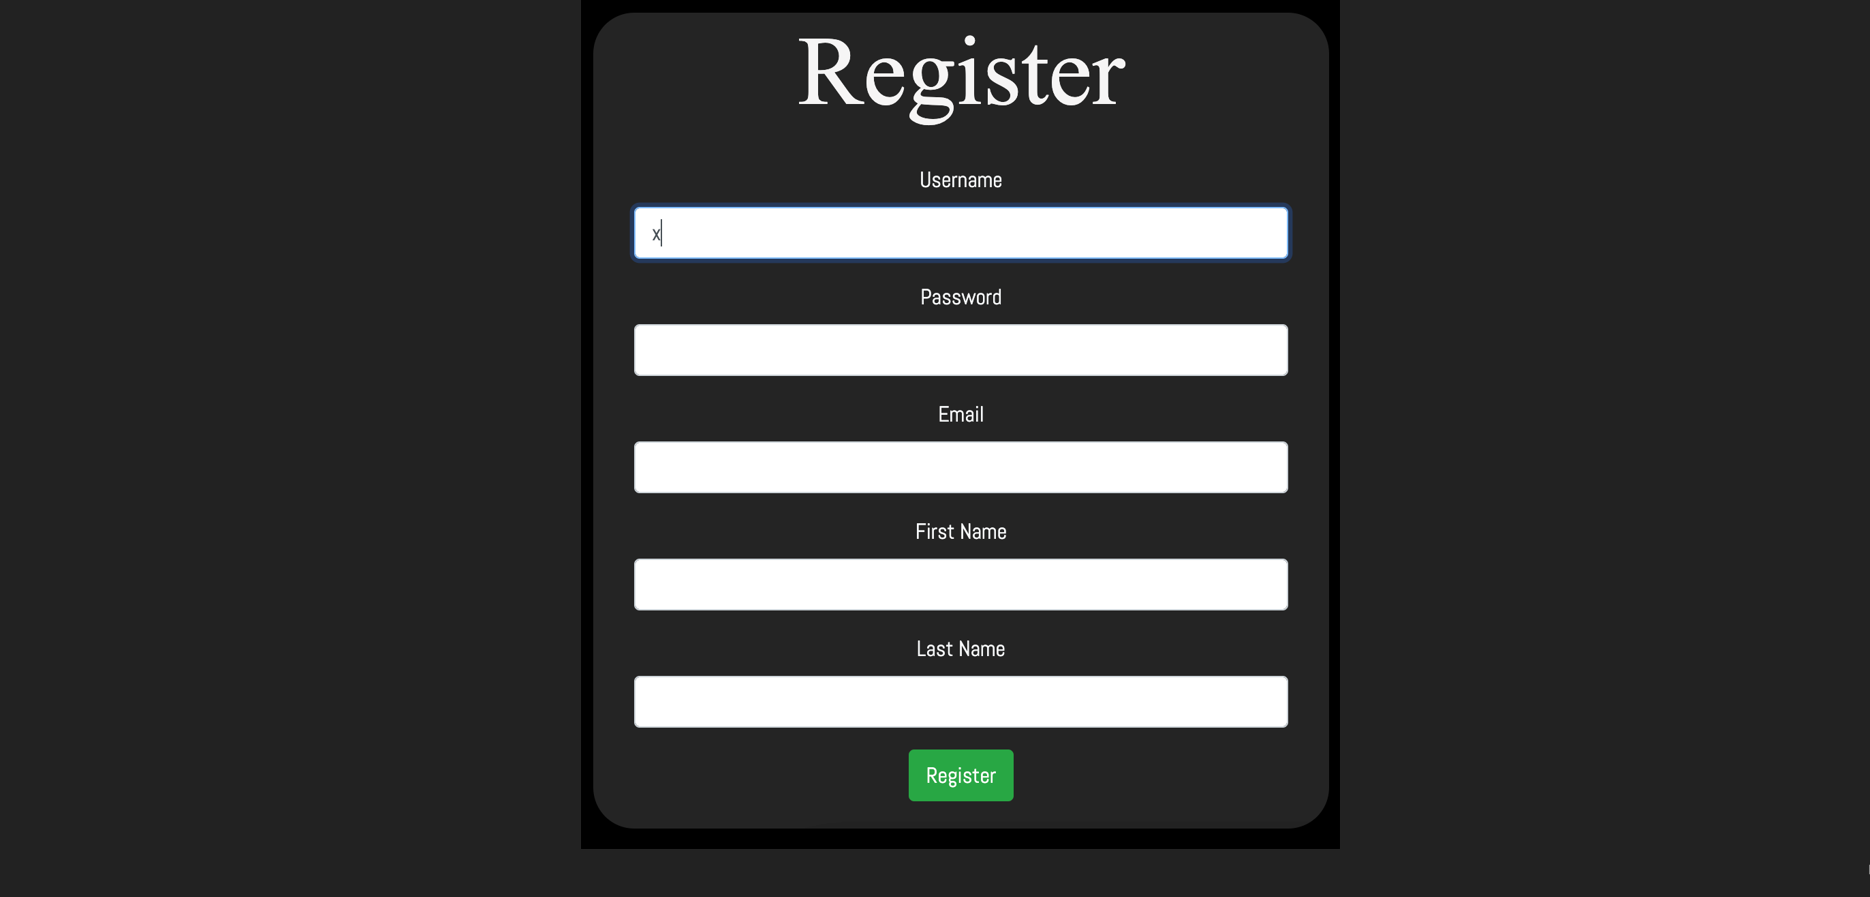 Register
Username
x
Password
Email
First Name
Last Name
Register